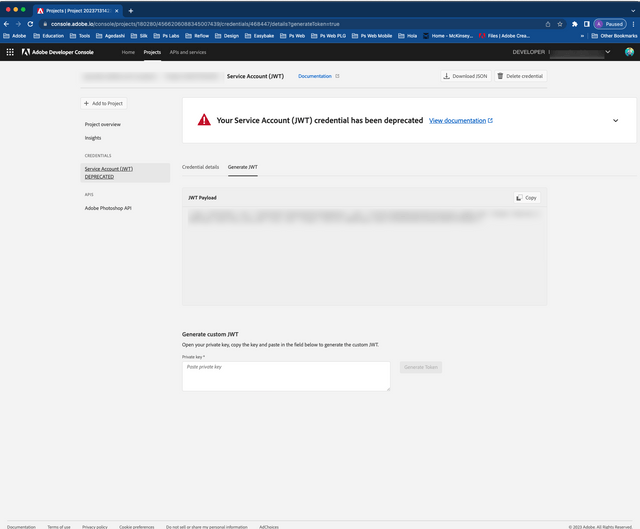 Projects | Project 2023713142
console.adobe.io/console/projects/180280/4566206088345007439/credentials/468447/details?generateToken=true
A Paused
Adobe Education Tools Agedashi Silk Ps Labs Reflow Design Easybake Ps Web Ps Web PLG Ps Web Mobile Hola Home - McKinsey... Files | Adobe Crea... » Other Bookmarks
Adobe Developer Console Home Projects APIs and services DEVELOPER |
Service Account (JWT) Documentation Download JSON Delete credential
+ Add to Project
Project overview
Insights
CREDENTIALS
Service Account (JWT)
DEPRECATED
APIS
Adobe Photoshop API
Your Service Account (JWT) credential has been deprecated View documentation
Credential details Generate JWT
JWT Payload Copy
Generate custom JWT
Open your private key, copy the key and paste in the field below to generate the custom JWT.
Private key *
Paste private key
Generate Token
Documentation Terms of use Privacy policy Cookie preferences Do not sell or share my personal information AdChoices © 2023 Adobe. All rights reserved.